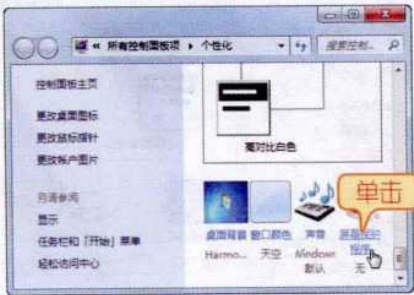 « 所有控制面板项 ▸ 个性化
搜索控制...
控制面板主页
更改桌面图标
更改鼠标指针
更改帐户图片
另请参阅
显示
任务栏和「开始」菜单
轻松访问中心
高对比白色
单击
桌面背景 窗口颜色 声音 屏幕保护
程序
Harmo... 天空 Windows 无
默认